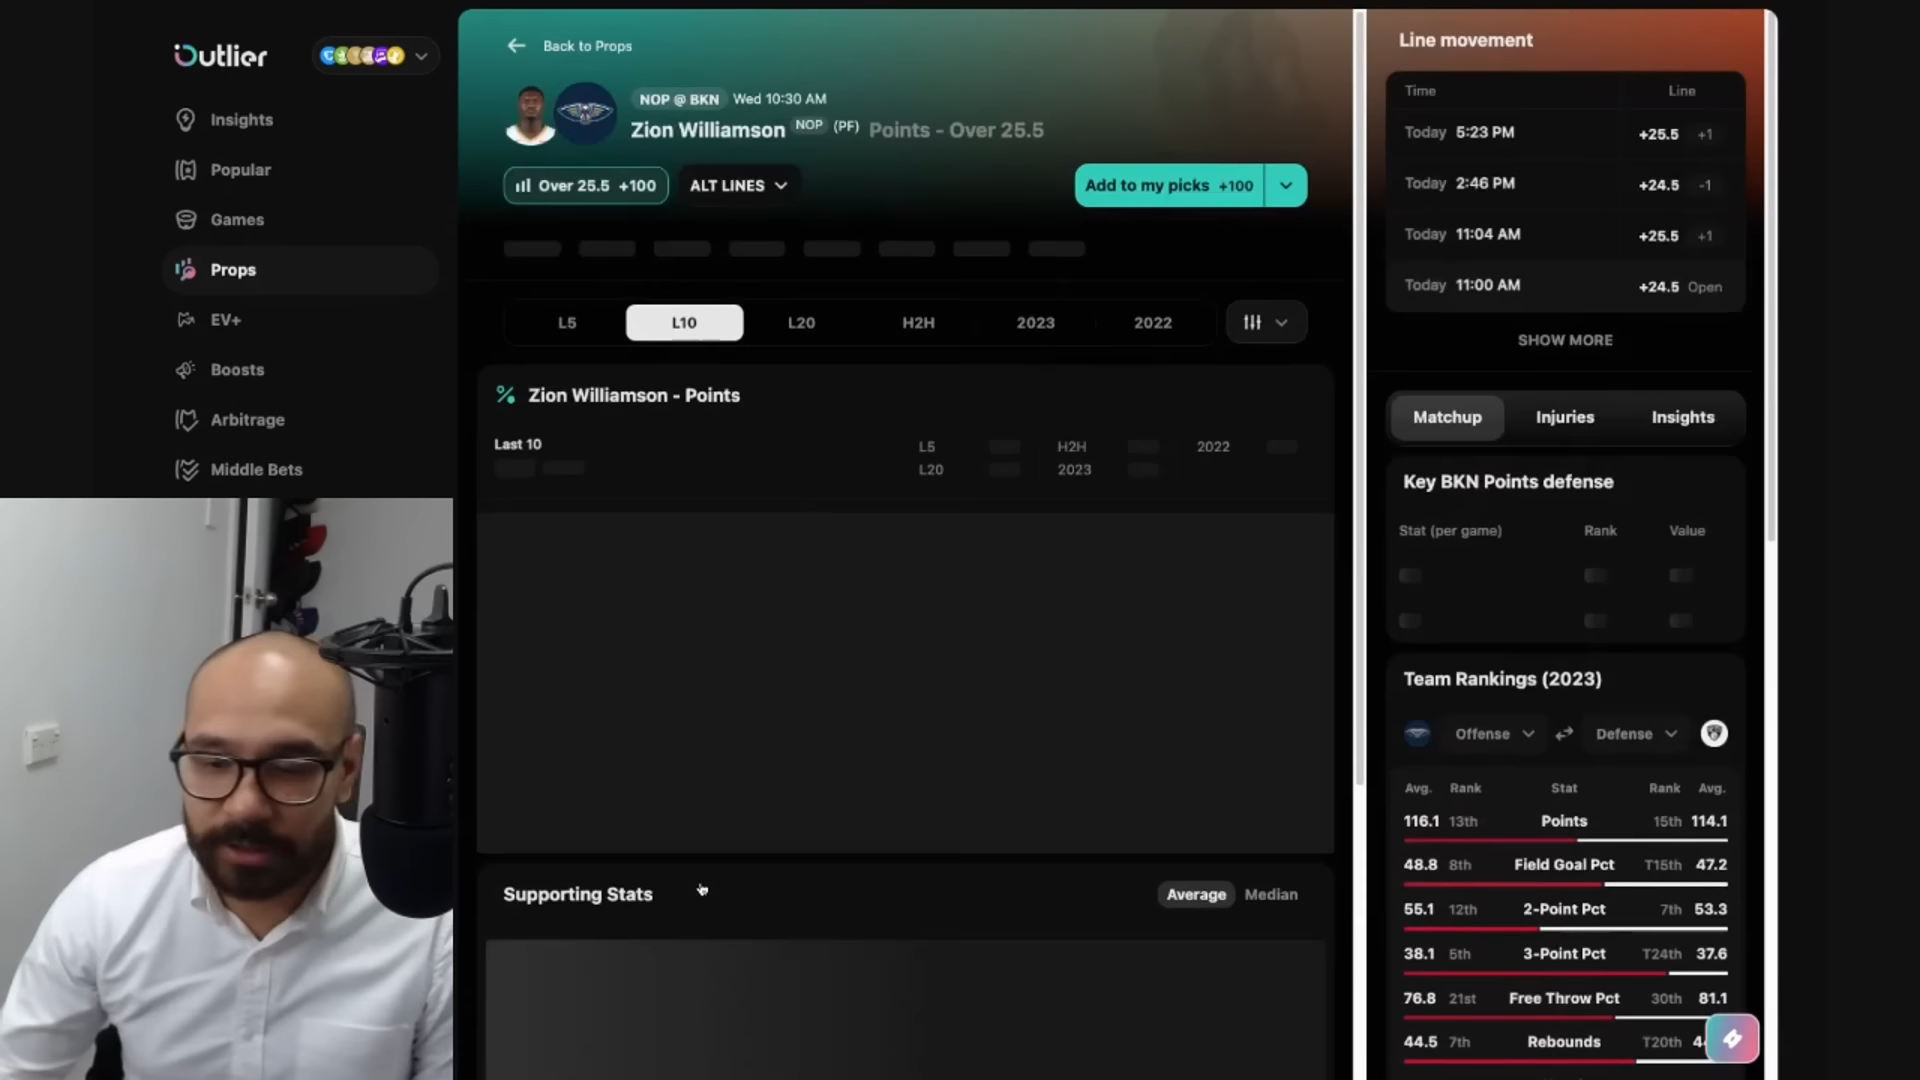 Outlier
Insights
Popular
Games
Props
EV+
Boosts
Arbitrage
Middle Bets
Back to Props
NOP @ BKN Wed 10:30 AM
Zion Williamson NOP (PF) Points - Over 25.5
Over 25.5 +100 ALT LINES
Add to my picks +100
L5 L10 L20 H2H 2023 2022
Zion Williamson - Points
Last 10
L5 H2H 2022
L20 2023
Supporting Stats
Average Median
Line movement
Time Line
Today 5:23 PM +25.5 +1
Today 2:46 PM +24.5 -1
Today 11:04 AM +25.5 +1
Today 11:00 AM +24.5 Open
SHOW MORE
Matchup Injuries Insights
Key BKN Points defense
Stat (per game) Rank Value
Team Rankings (2023)
Offense Defense
Avg. Rank Stat Rank Avg.
116.1 13th Points 15th 114.1
48.8 8th Field Goal Pct T15th 47.2
55.1 12th 2-Point Pct 7th 53.3
38.1 5th 3-Point Pct T24th 37.6
76.8 21st Free Throw Pct 30th 81.1
44.5 7th Rebounds T20th